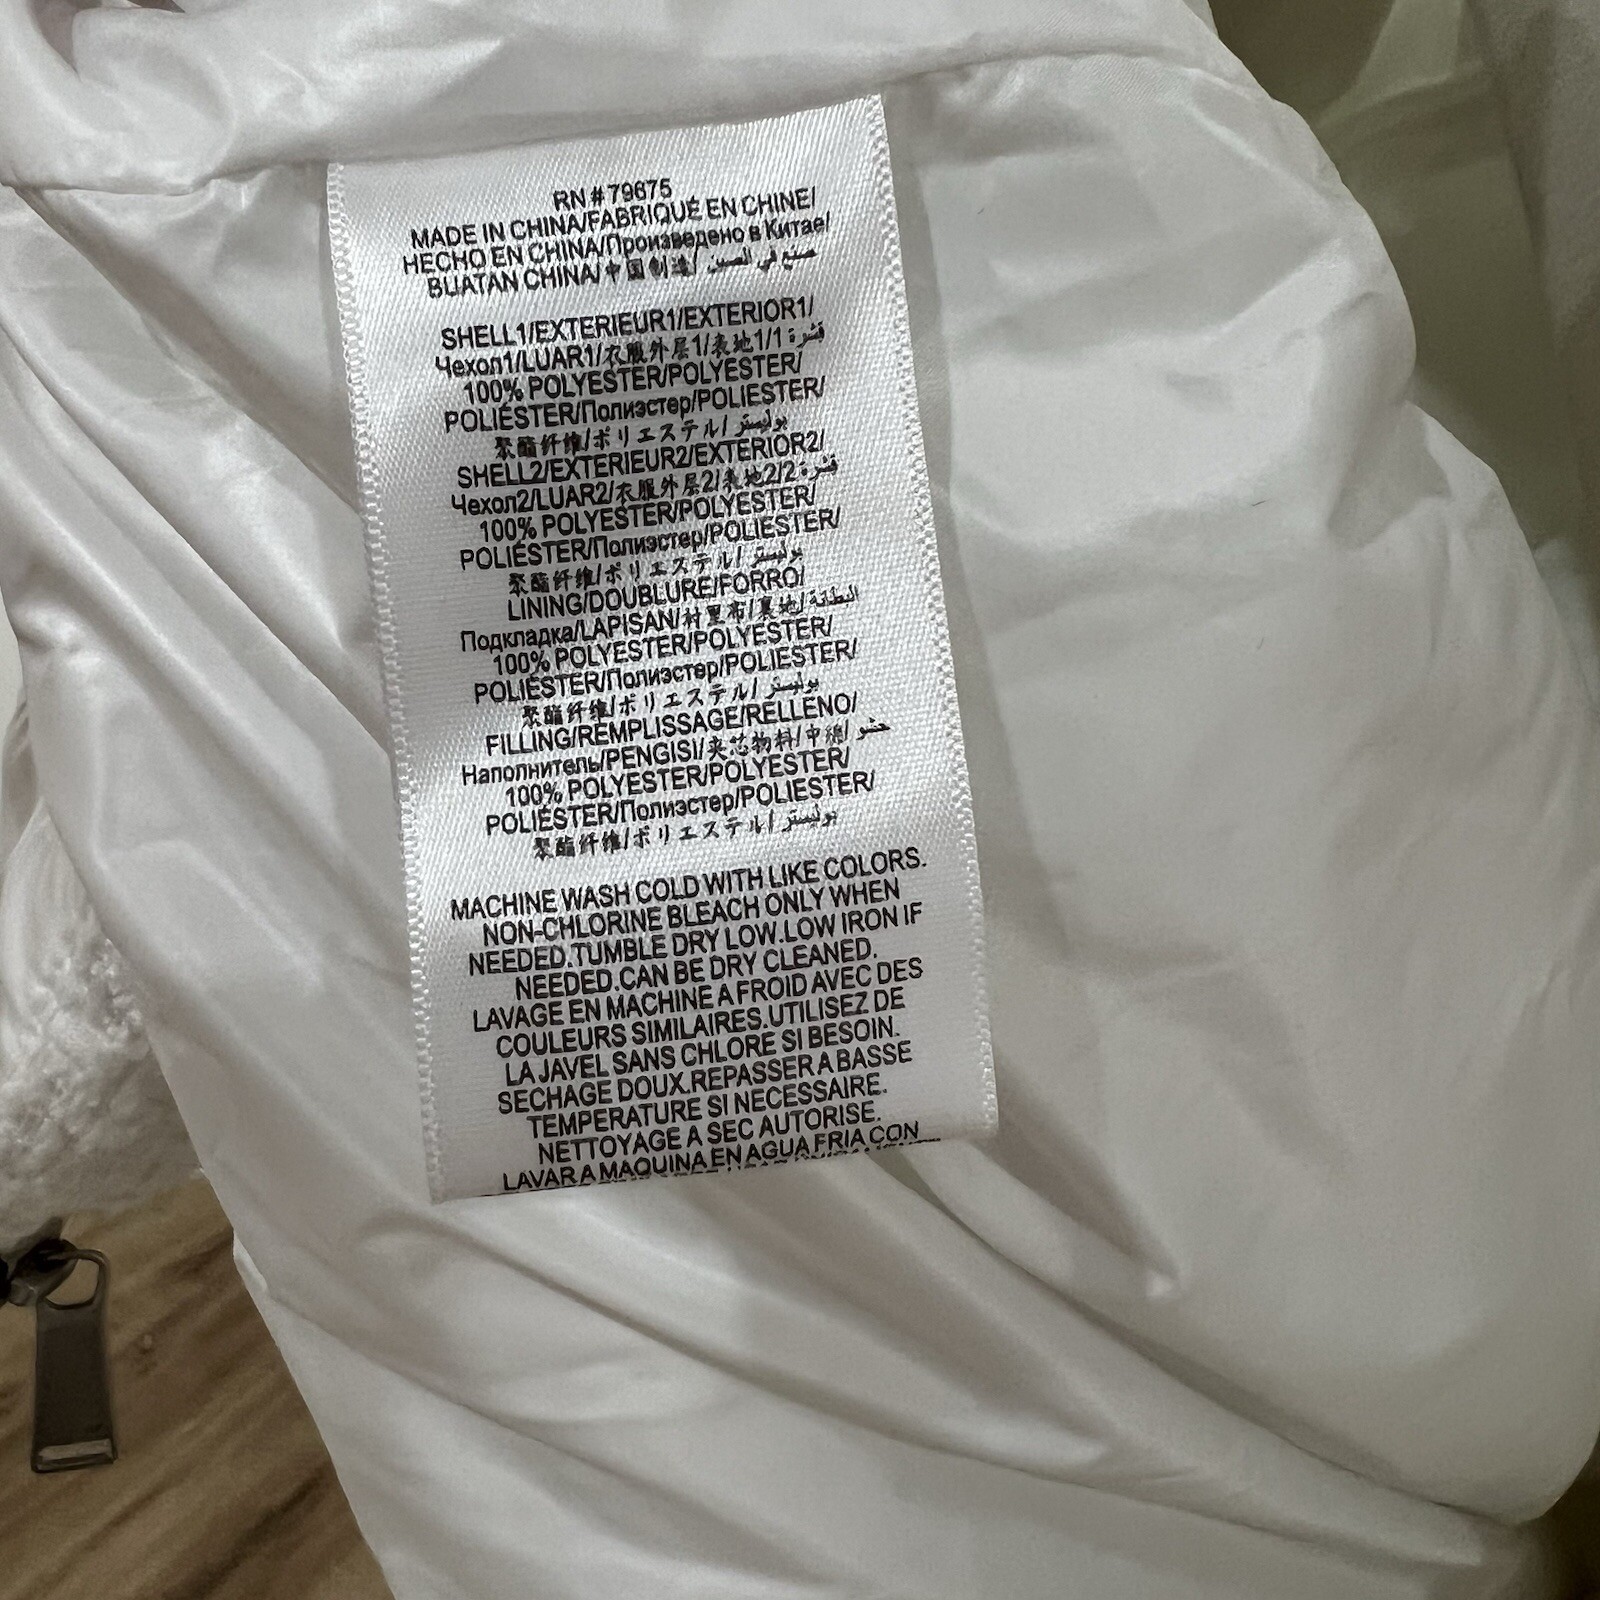 RN # 79675
MADE IN CHINA/FABRIQUÉ EN CHINE/
HECHO EN CHINA/Произведено в Китае/
BUATAN CHINA/中国制造/ صنع في الصين
SHELL1/EXTERIEUR1/EXTERIOR1/
Чехол1/LUAR1/衣服外层1/表地1/1 قشرة
100% POLYESTER/POLYESTER/
POLIÉSTER/Полиэстер/POLIESTER/
聚酯纤维/ポリエステル/ بوليستر
SHELL2/EXTERIEUR2/EXTERIOR2/
Чехол2/LUAR2/衣服外层2/表地2/2 قشرة
100% POLYESTER/POLYESTER/
POLIÉSTER/Полиэстер/POLIESTER/
聚酯纤维/ポリエステル/ بوليستر
LINING/DOUBLURE/FORRO/
Подкладка/LAPISAN/衬里布/裏地/ البطانة
100% POLYESTER/POLYESTER/
POLIÉSTER/Полиэстер/POLIESTER/
聚酯纤维/ポリエステル/ بوليستر
FILLING/REMPLISSAGE/RELLENO/
Наполнитель/PENGISI/夹芯物料/中綿/ حشو
100% POLYESTER/POLYESTER/
POLIÉSTER/Полиэстер/POLIESTER/
聚酯纤维/ポリエステル/ بوليستر
MACHINE WASH COLD WITH LIKE COLORS.
NON-CHLORINE BLEACH ONLY WHEN
NEEDED.TUMBLE DRY LOW.LOW IRON IF
NEEDED.CAN BE DRY CLEANED.
LAVAGE EN MACHINE A FROID AVEC DES
COULEURS SIMILAIRES.UTILISEZ DE
LA JAVEL SANS CHLORE SI BESOIN.
SECHAGE DOUX.REPASSER A BASSE
TEMPERATURE SI NECESSAIRE.
NETTOYAGE A SEC AUTORISE.
LAVAR A MAQUINA EN AGUA FRIA CON